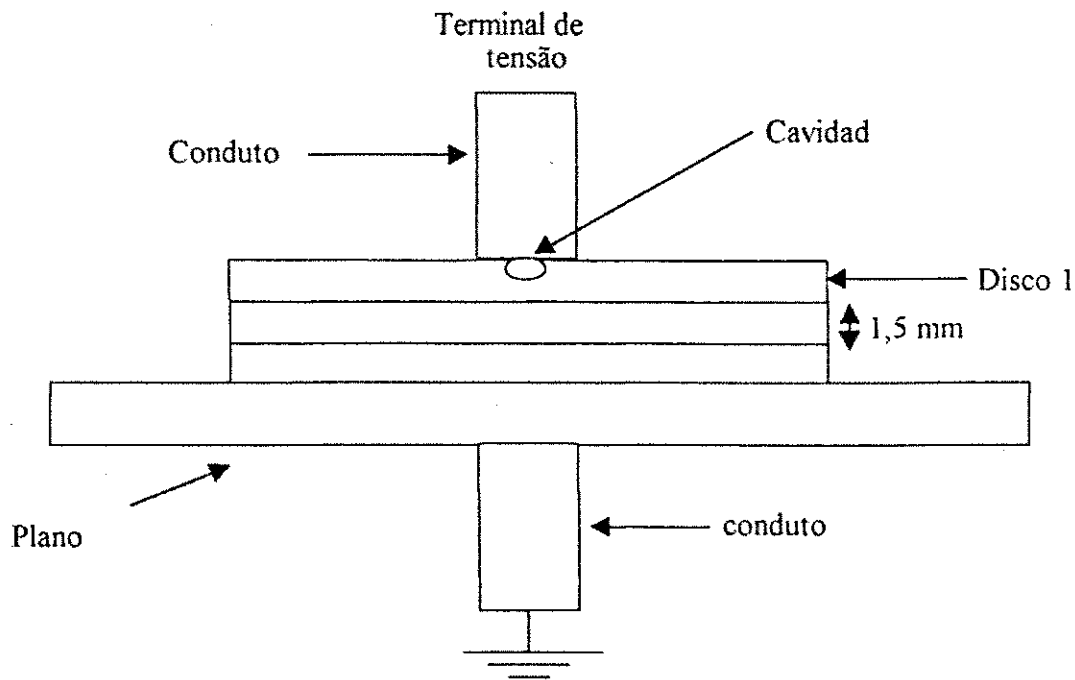 Terminal de
tensão
Conduto
Cavidad
Disco 1
1,5 mm
Plano
conduto